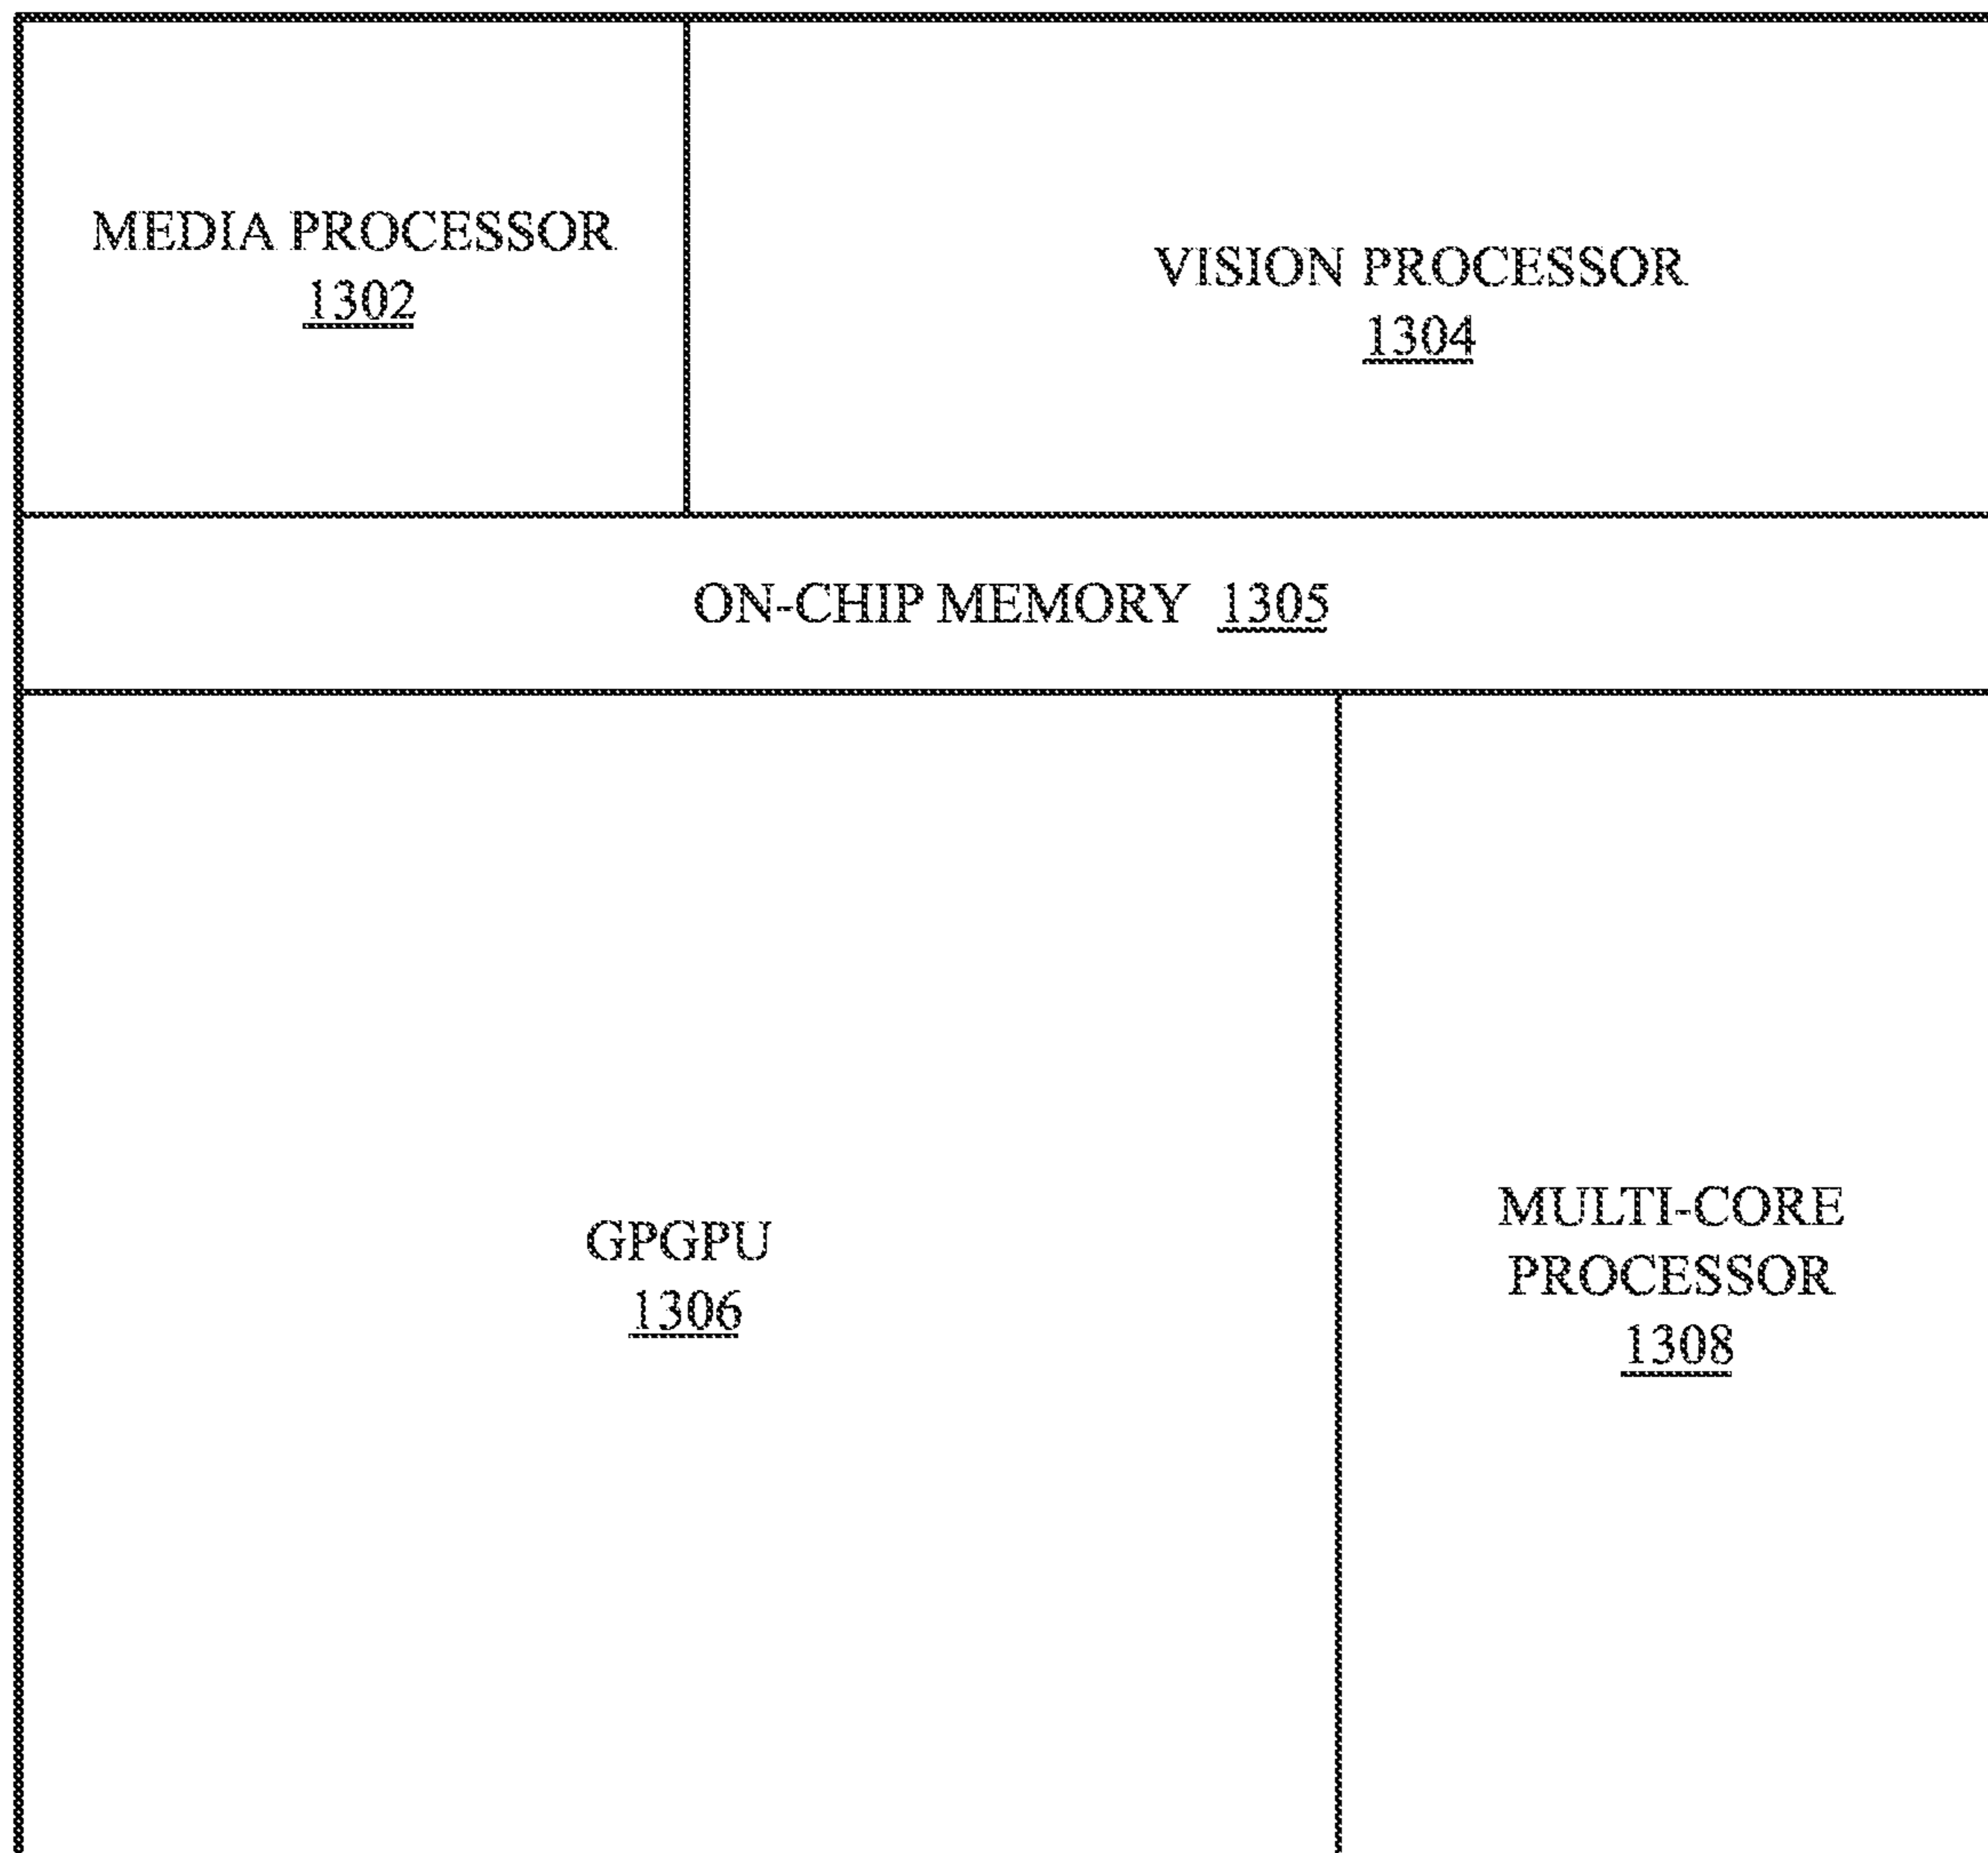 MEDIA PROCESSOR
1302
VISION PROCESSOR
1304
ON-CHIP MEMORY 1305
GPGPU
1306
MULTI-CORE
PROCESSOR
1308